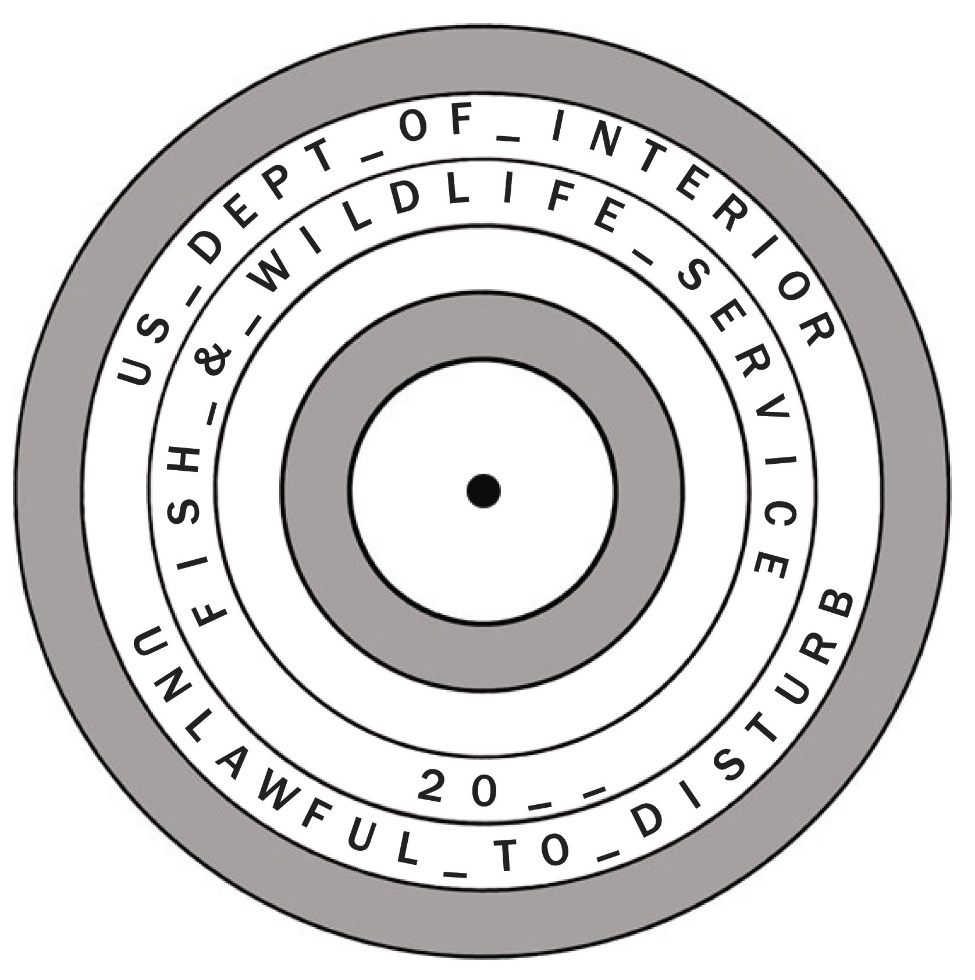 US_DEPT_OF_INTERIOR
FISH_&_WILDLIFE_SERVICE
20__
UNLAWFUL_TO_DISTURB